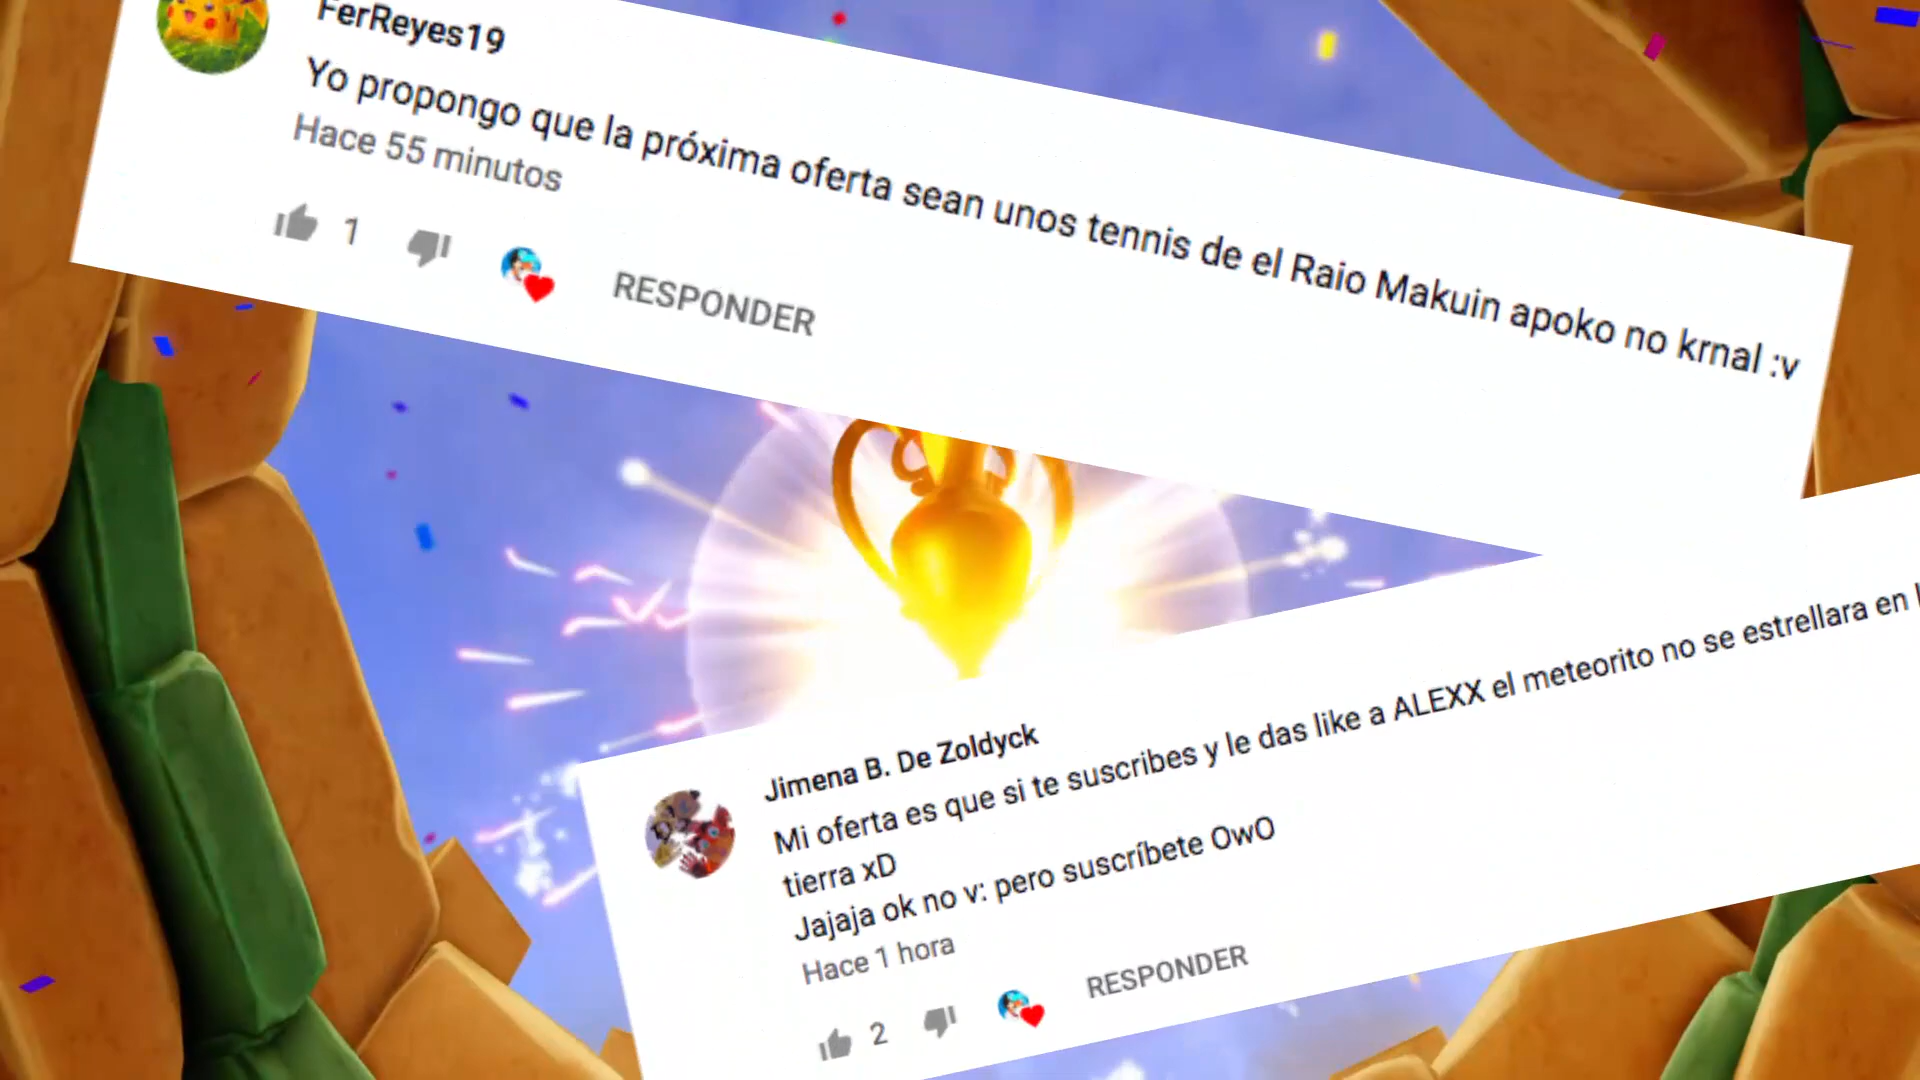 FerReyes19
Yo propongo que la próxima oferta sean unos tennis de el Raio Makuin apoko no krnal :v
Hace 55 minutos
1
RESPONDER
Jimena B. De Zoldyck
Mi oferta es que si te suscribes y le das like a ALEXX el meteorito no se estrellara en
tierra xD
Jajaja ok no v: pero suscríbete OwO
Hace 1 hora
2
RESPONDER